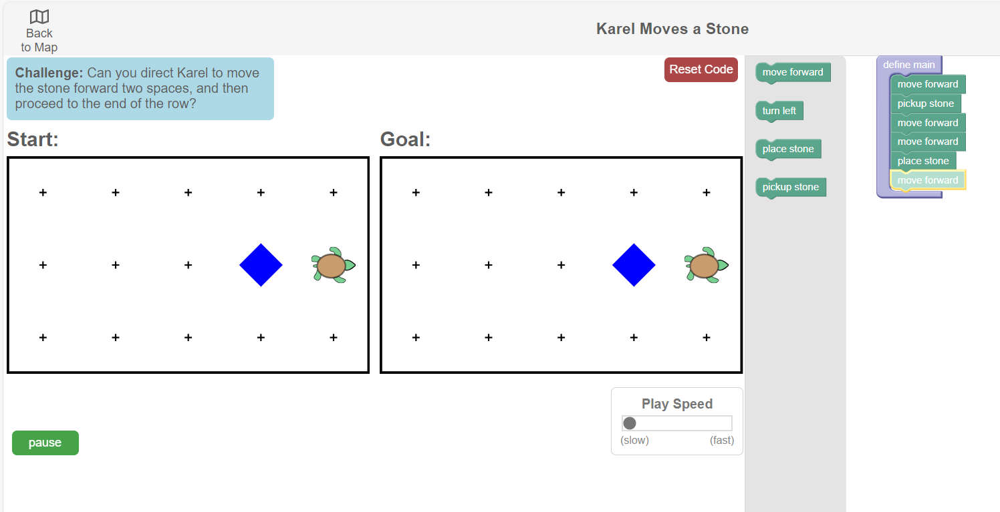 Back
to Map
Karel Moves a Stone
Challenge: Can you direct Karel to move
the stone forward two spaces, and then
proceed to the end of the row?
Reset Code
Start:
Goal:
pause
Play Speed
(slow)
(fast)
move forward
turn left
place stone
pickup stone
define main
move forward
pickup stone
move forward
move forward
place stone
move forward